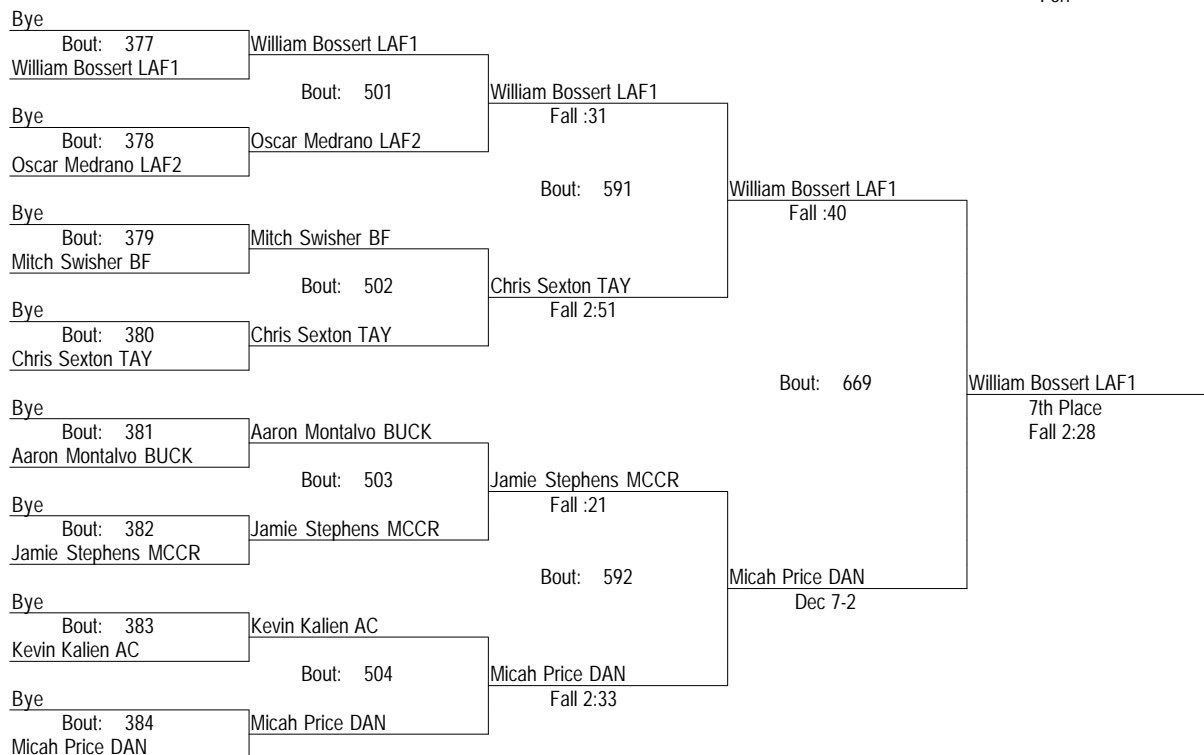 Bye
Bout: 377 William Bossert LAF1
William Bossert LAF1
Bout: 501 William Bossert LAF1
Bye Fall :31
Bout: 378 Oscar Medrano LAF2
Oscar Medrano LAF2
Bout: 591 William Bossert LAF1
Bye Fall :40
Bout: 379 Mitch Swisher BF
Mitch Swisher BF
Bout: 502 Chris Sexton TAY
Bye Fall 2:51
Bout: 380 Chris Sexton TAY
Chris Sexton TAY
Bout: 669 William Bossert LAF1
Bye 7th Place
Bout: 381 Aaron Montalvo BUCK Fall 2:28
Aaron Montalvo BUCK
Bout: 503 Jamie Stephens MCCR
Bye Fall :21
Bout: 382 Jamie Stephens MCCR
Jamie Stephens MCCR
Bout: 592 Micah Price DAN
Bye Dec 7-2
Bout: 383 Kevin Kalien AC
Kevin Kalien AC
Bout: 504 Micah Price DAN
Bye Fall 2:33
Bout: 384 Micah Price DAN
Micah Price DAN